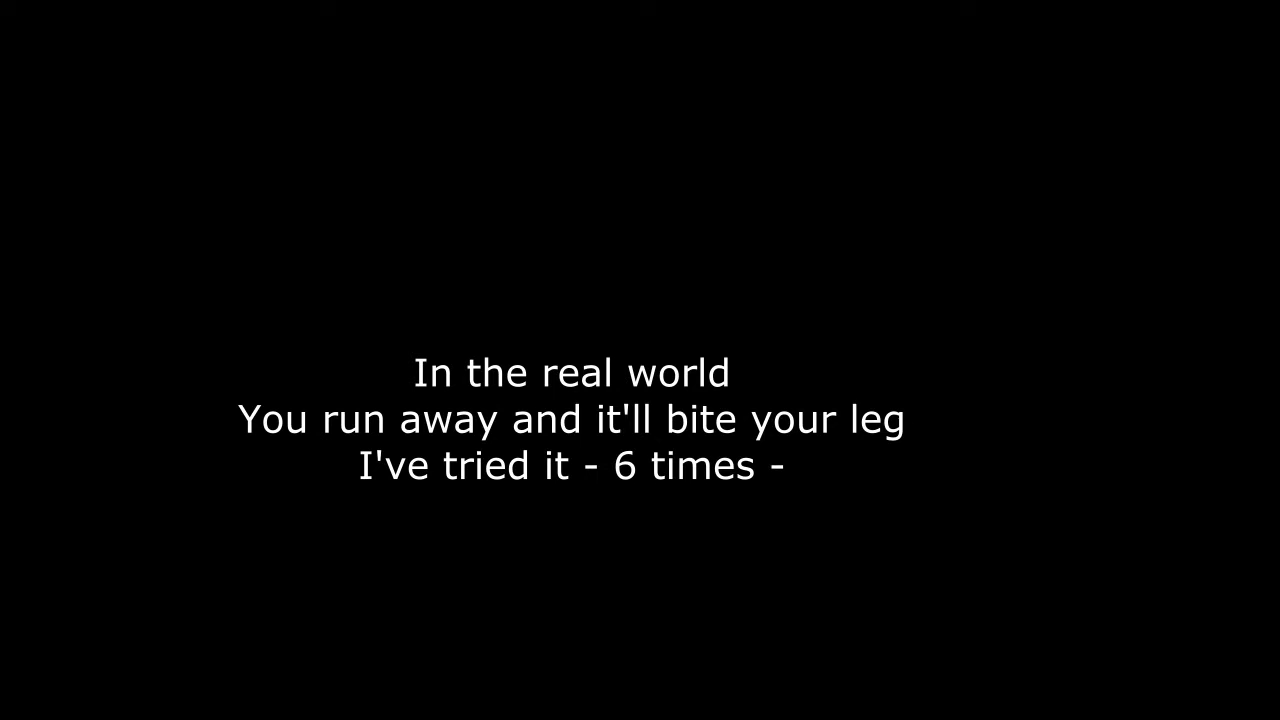 In the real world
You run away and it'll bite your leg
I've tried it - 6 times -